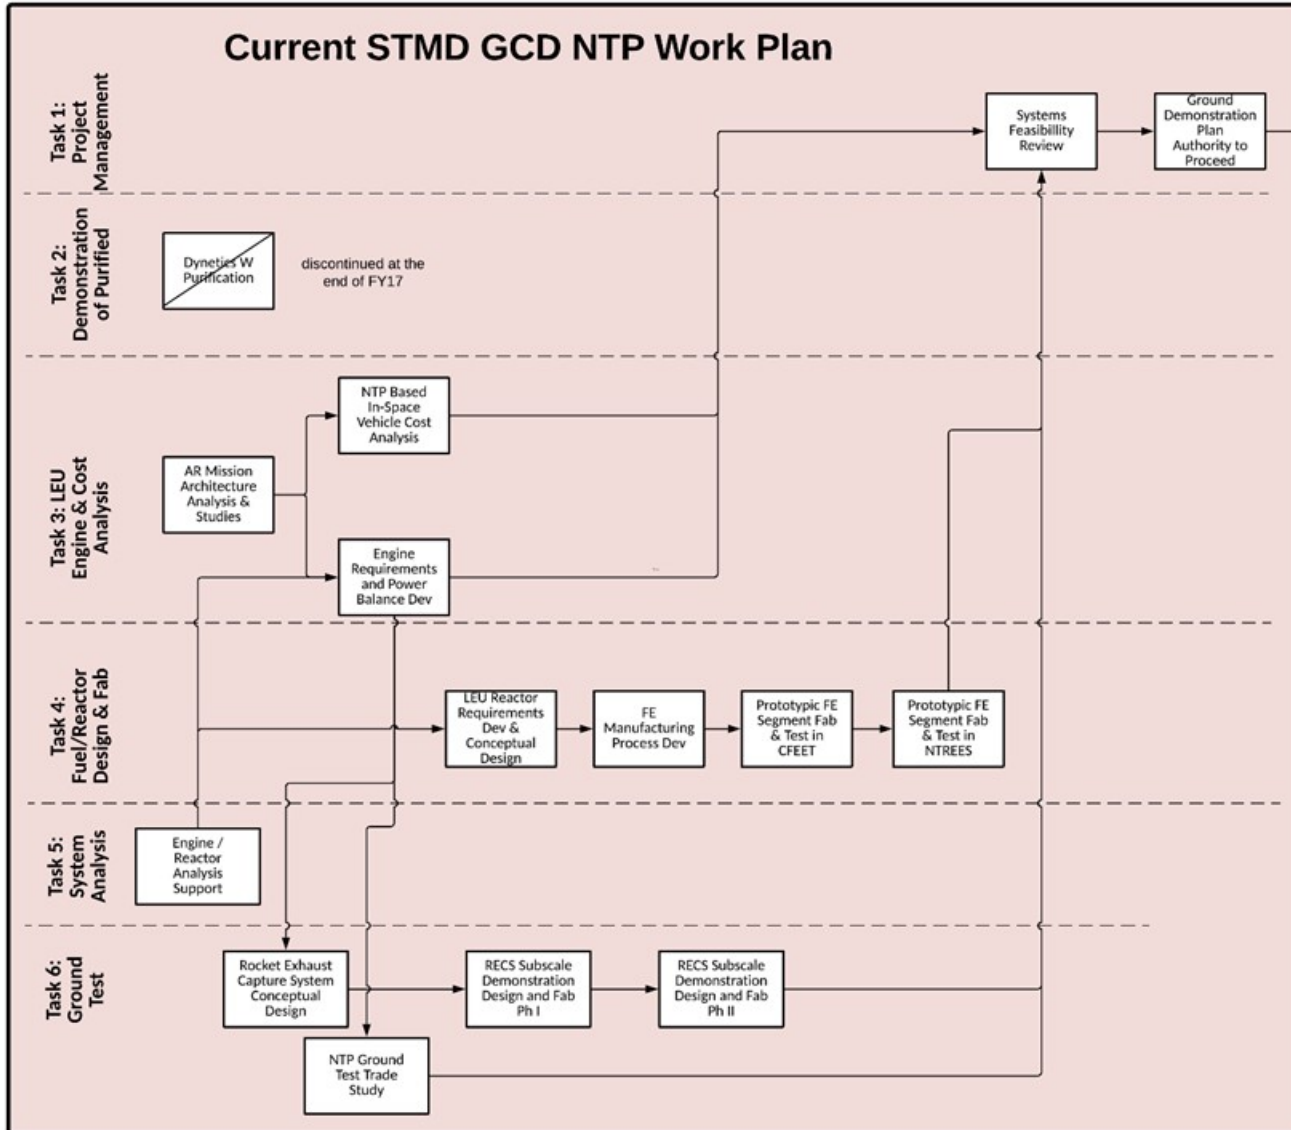 Current STMD GCD NTP Work Plan
Task 1:
Project
Management
Systems
Feasibillity
Review
Ground
Demonstration
Plan
Authority to
Proceed
Task 2:
Demonstration
of Purified
Dynetics W
Purification
discontinued at the
end of FY17
Task 3: LEU
Engine & Cost
Analysis
AR Mission
Architecture
Analysis &
Studies
NTP Based
In-Space
Vehicle Cost
Analysis
Engine
Requirements
and Power
Balance Dev
Task 4:
Fuel/Reactor
Design & Fab
LEU Reactor
Requirements
Dev &
Conceptual
Design
FE
Manufacturing
Process Dev
Prototypic FE
Segment Fab
& Test in
CFEET
Prototypic FE
Segment Fab
& Test in
NTREES
Task 5:
System
Analysis
Engine /
Reactor
Analysis
Support
Task 6:
Ground
Test
Rocket Exhaust
Capture System
Conceptual
Design
RECS Subscale
Demonstration
Design and Fab
Ph I
RECS Subscale
Demonstration
Design and Fab
Ph II
NTP Ground
Test Trade
Study